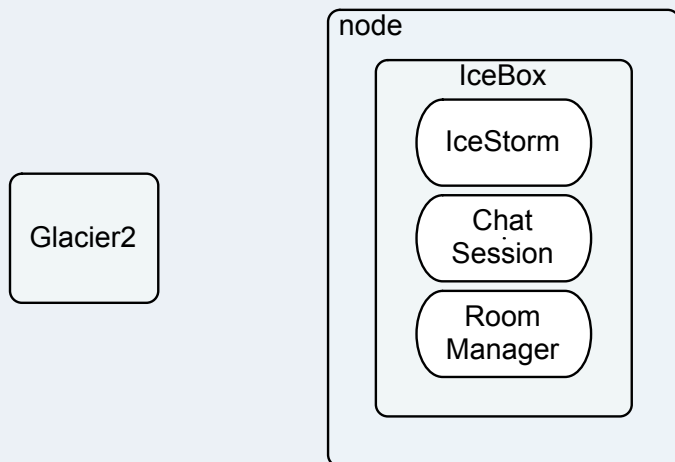 node
IceBox
IceStorm
Glacier2
Chat
Session
Room
Manager